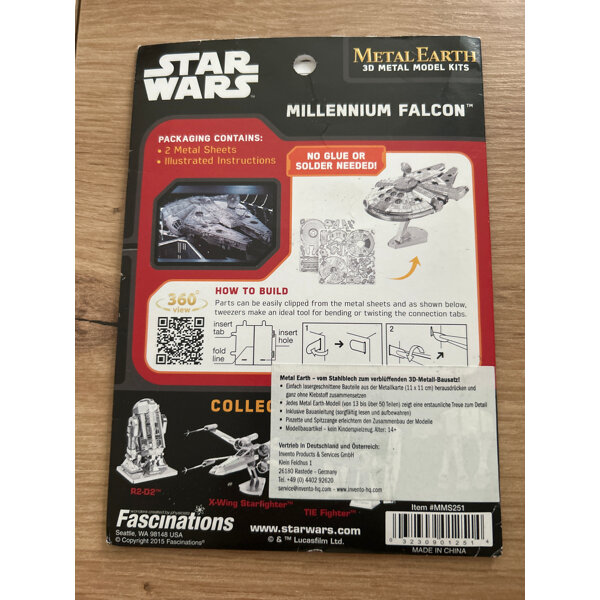 STAR
WARS
METAL EARTH
3D METAL MODEL KITS
MILLENNIUM FALCON™
PACKAGING CONTAINS:
• 2 Metal Sheets
• Illustrated Instructions
NO GLUE OR
SOLDER NEEDED!
HOW TO BUILD
Parts can be easily clipped from the metal sheets and as shown below,
tweezers make an ideal tool for bending or twisting the connection tabs.
360°
view
insert
tab
insert
hole
fold
line
1
2
Metal Earth – vom Stahlblech zum verblüffenden 3D-Metall-Bausatz!
• Einfach lasergeschnittene Bauteile aus der Metallkarte (11 x 11 cm) herausdrücken und
ganz ohne Klebstoff zusammensetzen
• Jedes Metal Earth-Modell (von 13 bis über 50 Teilen) zeigt eine erstaunliche Treue zum Detail
• Inklusive Bauanleitung (sorgfältig lesen und aufbewahren)
• Pinzette und Spitzzange erleichtern den Zusammenbau der Modelle
• Modellbauartikel - kein Kinderspielzeug. Alter: 14+
Vertrieb in Deutschland und Österreich:
Invento Products & Services GmbH
Klein Feldhus 1
26180 Rastede - Germany
Tel. +49 (0) 4402 92620
service@invento-hq.com www.invento-hq.com
COLLEC
R2-D2™
X-Wing Starfighter™
TIE Fighter™
Fascinations
Seattle, WA 98148 USA
© Copyright 2015 Fascinations®
www.starwars.com
© & ™ Lucasfilm Ltd.
Item #MMS251
0 32309 01251 4
MADE IN CHINA